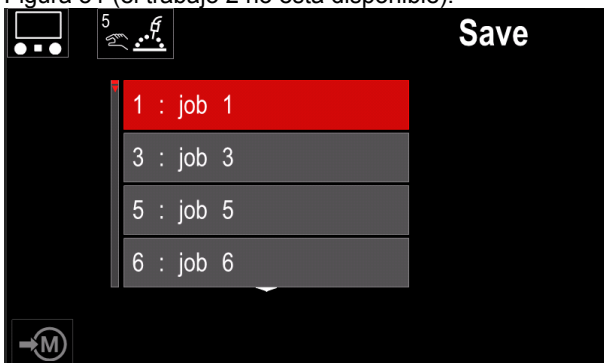 Figura 61 (el trabajo 2 no está disponible).
5
Save
1 : job 1
3 : job 3
5 : job 5
6 : job 6
M